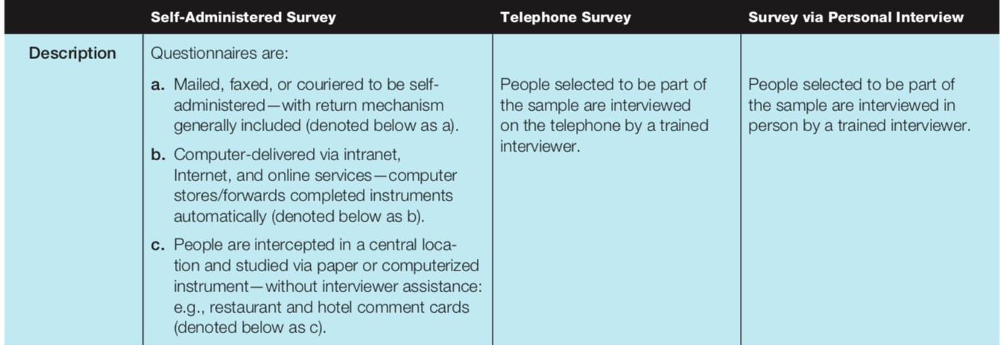 Self-Administered Survey
Telephone Survey
Survey via Personal Interview
Description
Questionnaires are:
a. Mailed, faxed, or couriered to be self-
administered—with return mechanism
generally included (denoted below as a).
b. Computer-delivered via intranet,
Internet, and online services—computer
stores/forwards completed instruments
automatically (denoted below as b).
c. People are intercepted in a central loca-
tion and studied via paper or computerized
instrument—without interviewer assistance:
e.g., restaurant and hotel comment cards
(denoted below as c).
People selected to be part of
the sample are interviewed
on the telephone by a trained
interviewer.
People selected to be part of
the sample are interviewed in
person by a trained interviewer.